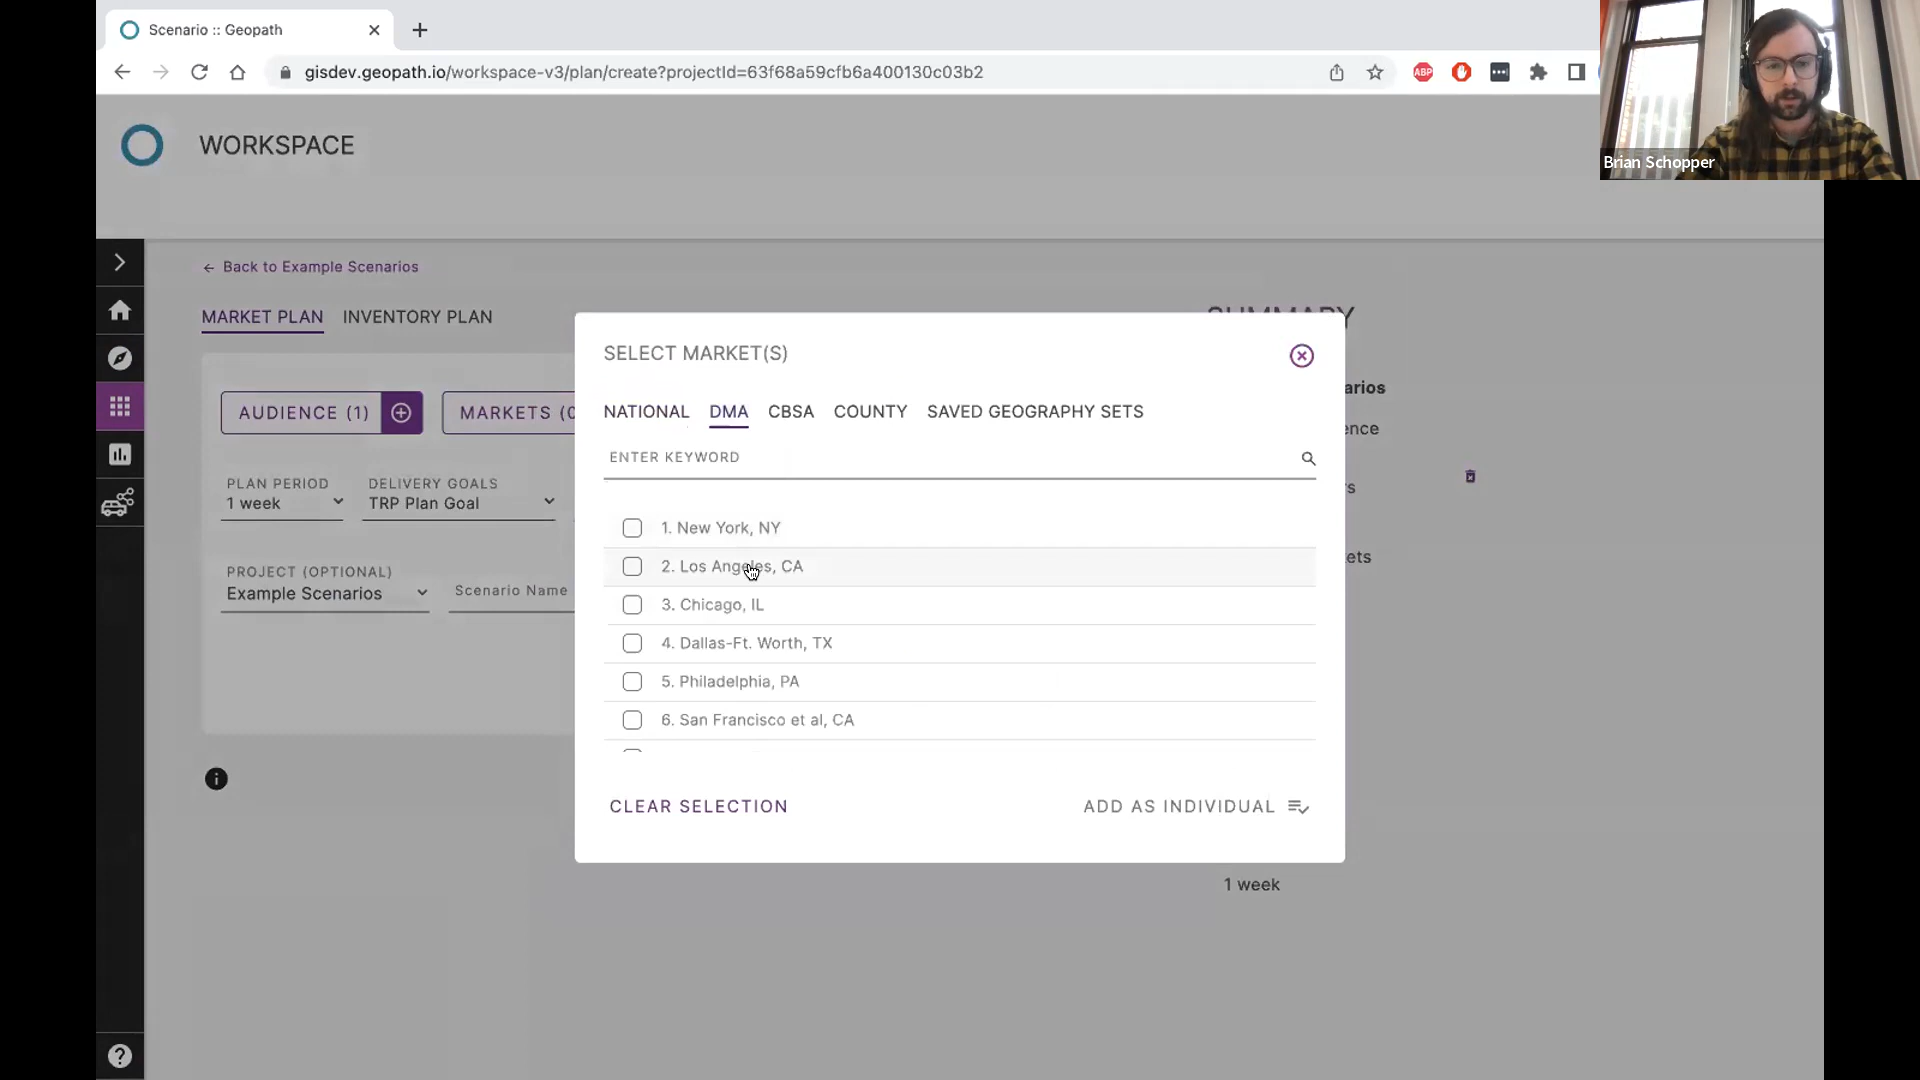 Scenario :: Geopath
gisdev.geopath.io/workspace-v3/plan/create?projectId=63f68a59cfb6a400130c03b2
ABP
Brian Schopper
WORKSPACE
← Back to Example Scenarios
MARKET PLAN
INVENTORY PLAN
SUMMARY
AUDIENCE (1)
MARKETS (0
PLAN PERIOD
1 week
DELIVERY GOALS
TRP Plan Goal
PROJECT (OPTIONAL)
Example Scenarios
Scenario Name
SELECT MARKET(S)
NATIONAL
DMA
CBSA
COUNTY
SAVED GEOGRAPHY SETS
ENTER KEYWORD
1. New York, NY
2. Los Angeles, CA
3. Chicago, IL
4. Dallas-Ft. Worth, TX
5. Philadelphia, PA
6. San Francisco et al, CA
CLEAR SELECTION
ADD AS INDIVIDUAL
arios
ence
rs
ets
1 week